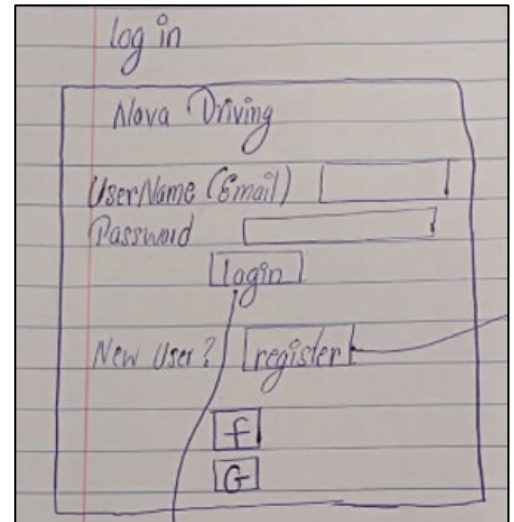 log in
Nova Driving
UserName (Email)
Password
login
New User? register
f
G